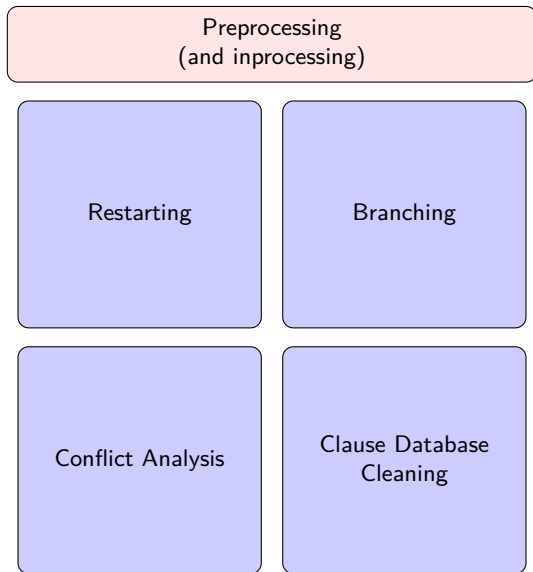 Preprocessing
(and inprocessing)
Restarting
Branching
Conflict Analysis
Clause Database
Cleaning